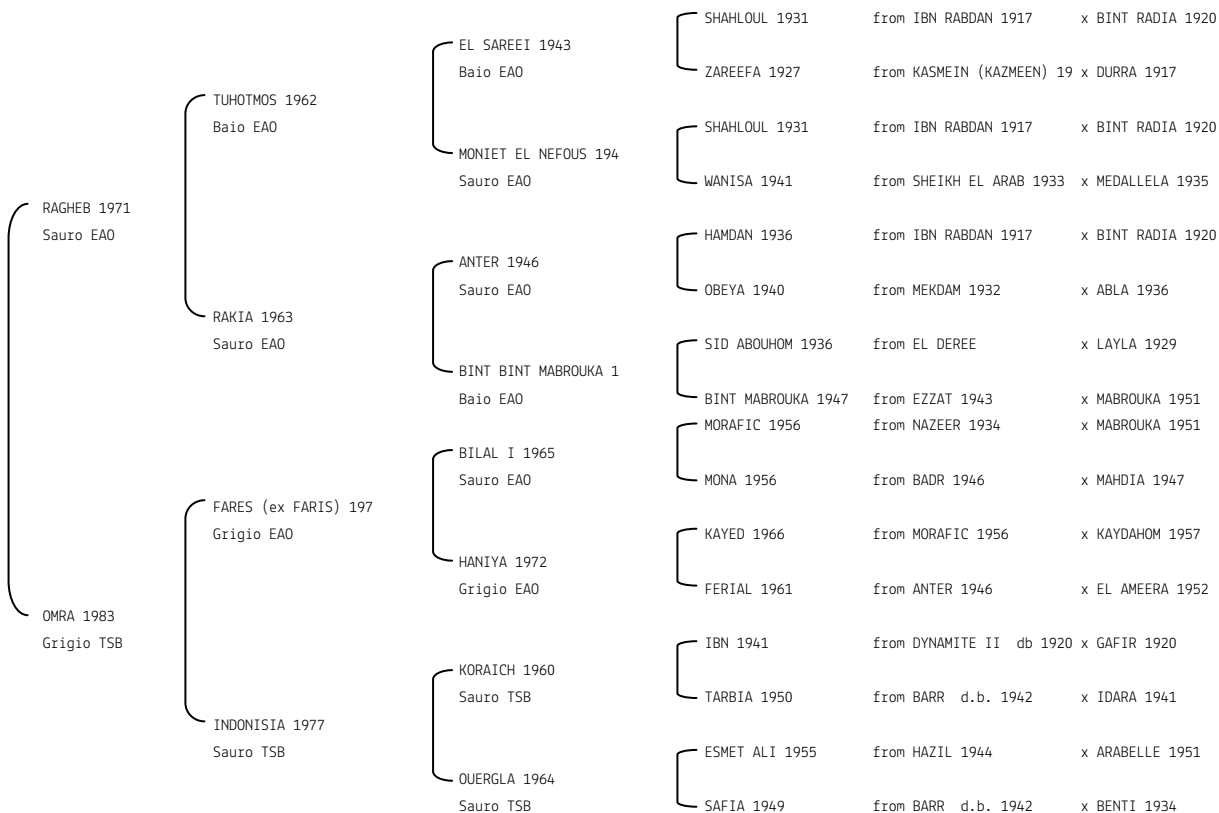 SHAHLOUL 1931 from IBN RABDAN 1917 x BINT RADIA 1920
EL SAREEI 1943
Baio EAO
ZAREEFA 1927 from KASMEIN (KAZMEEN) 19 x DURRA 1917
TUHOTMOS 1962
Baio EAO
SHAHLOUL 1931 from IBN RABDAN 1917 x BINT RADIA 1920
MONIET EL NEFOUS 194
Sauro EAO
WANISA 1941 from SHEIKH EL ARAB 1933 x MEDALLELA 1935
RAGHEB 1971
Sauro EAO
HAMDAN 1936 from IBN RABDAN 1917 x BINT RADIA 1920
ANTER 1946
Sauro EAO
OBEYA 1940 from MEKDAM 1932 x ABLA 1936
RAKIA 1963
Sauro EAO
SID ABOUHOM 1936 from EL DEREE x LAYLA 1929
BINT BINT MABROUKA 1
Baio EAO
BINT MABROUKA 1947 from EZZAT 1943 x MABROUKA 1951
MORAFIC 1956 from NAZEER 1934 x MABROUKA 1951
BILAL I 1965
Sauro EAO
MONA 1956 from BADR 1946 x MAHDIA 1947
FARES (ex FARIS) 197
Grigio EAO
KAYED 1966 from MORAFIC 1956 x KAYDAHOM 1957
HANIYA 1972
Grigio EAO
FERIAL 1961 from ANTER 1946 x EL AMEERA 1952
OMRA 1983
Grigio TSB
IBN 1941 from DYNAMITE II db 1920 x GAFIR 1920
KORAICH 1960
Sauro TSB
TARBIA 1950 from BARR d.b. 1942 x IDARA 1941
INDONISIA 1977
Sauro TSB
ESMET ALI 1955 from HAZIL 1944 x ARABELLE 1951
OUERGLA 1964
Sauro TSB
SAFIA 1949 from BARR d.b. 1942 x BENTI 1934